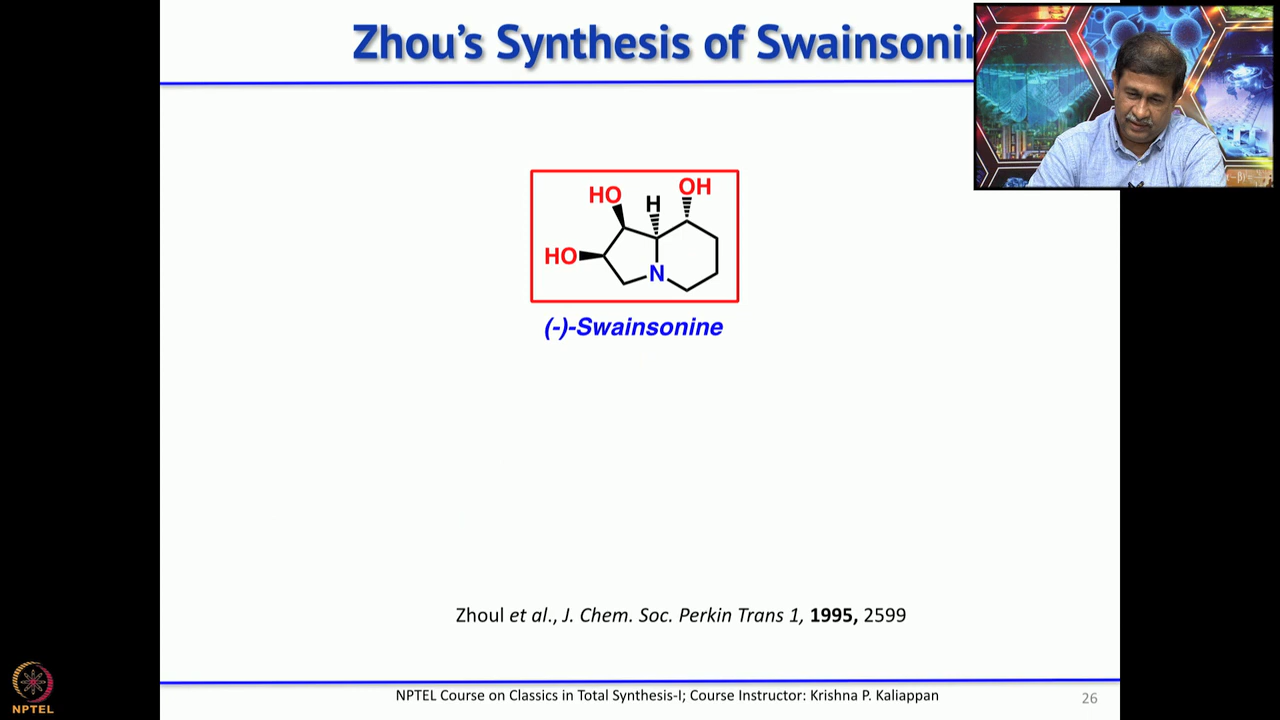 Zhou's Synthesis of Swainsonin
HO
H
OH
HO
N
(-)-Swainsonine
Zhoul et al., J. Chem. Soc. Perkin Trans 1, 1995, 2599
NPTEL Course on Classics in Total Synthesis-I; Course Instructor: Krishna P. Kaliappan
26
NPTEL